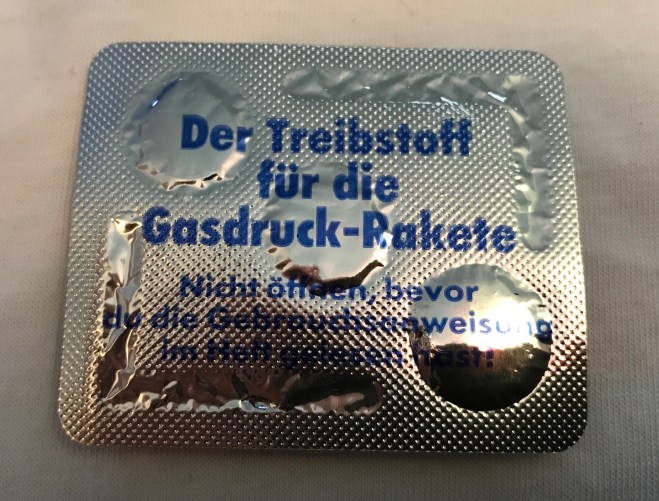 Der Treibstoff
für die
Gasdruck-Rakete
Nicht öffnen, bevor
du die Gebrauchsanweisung
im Heft gelesen hast!